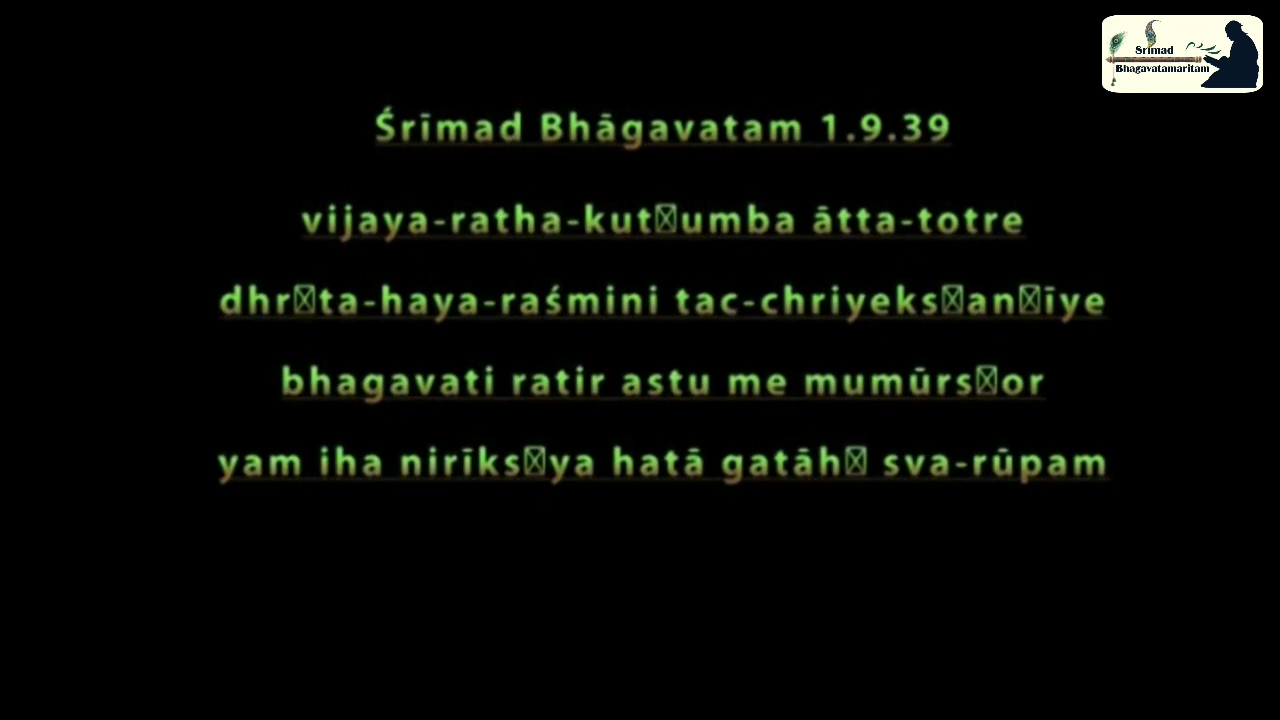 Srimad
Bhagavatamaritam
Śrīmad Bhāgavatam 1.9.39
vijaya-ratha-kuṭumba ātta-totre
dhṛta-haya-raśmini tac-chriyekṣaṇīye
bhagavati ratir astu me mumūrṣor
yam iha nirīkṣya hatā gatāḥ sva-rūpam